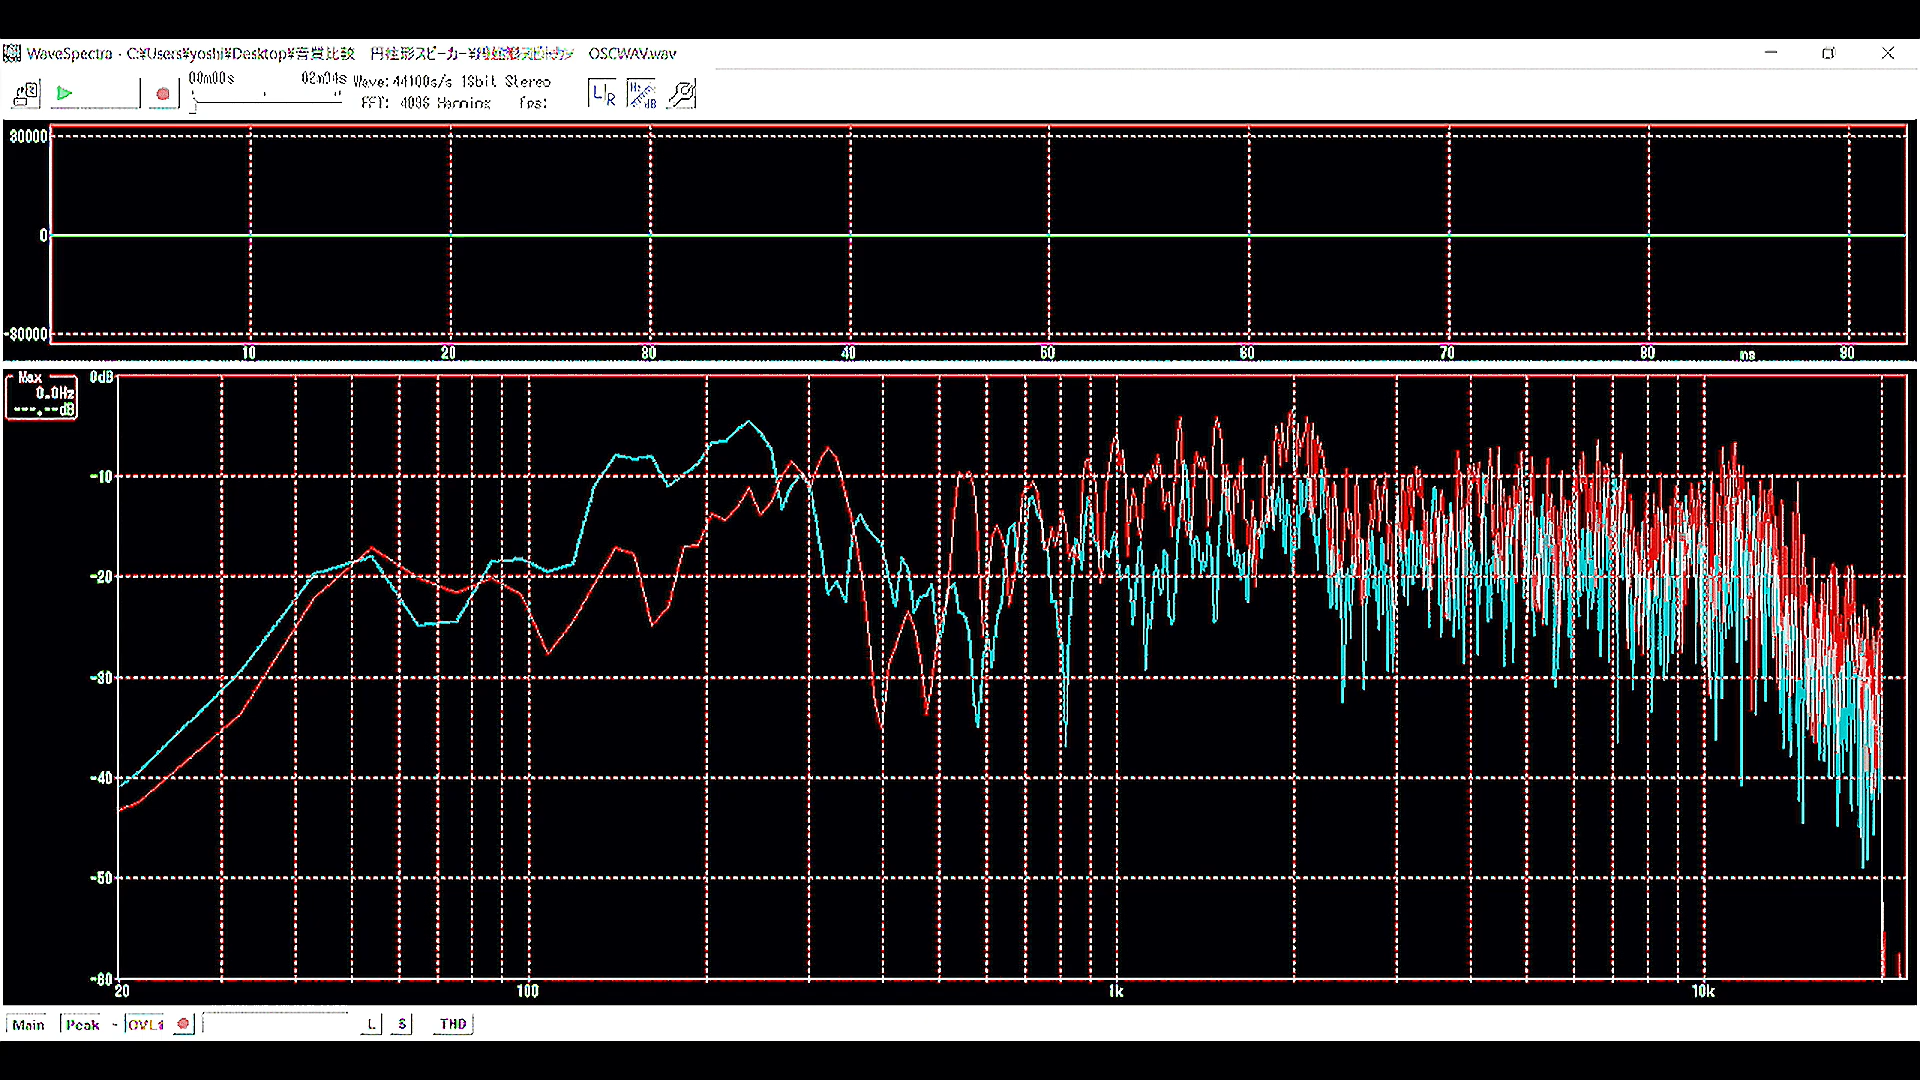 WaveSpectra - C:¥Users¥yoshi¥Desktop¥音質比較 円柱形スピーカー¥ OSCWAV.wav
00m00s 02m04s Wave:44100s/s 16bit Stereo
FFT: 4096 Hanning fps:
L R Hz dB
30000
0
-30000
10 20 30 40 50 60 70 80 ms 90
Max
0.0Hz
---.--dB
0dB
-10
-20
-30
-40
-50
-60
20 100 1k 10k
Main Peak - OVL1 L S THD